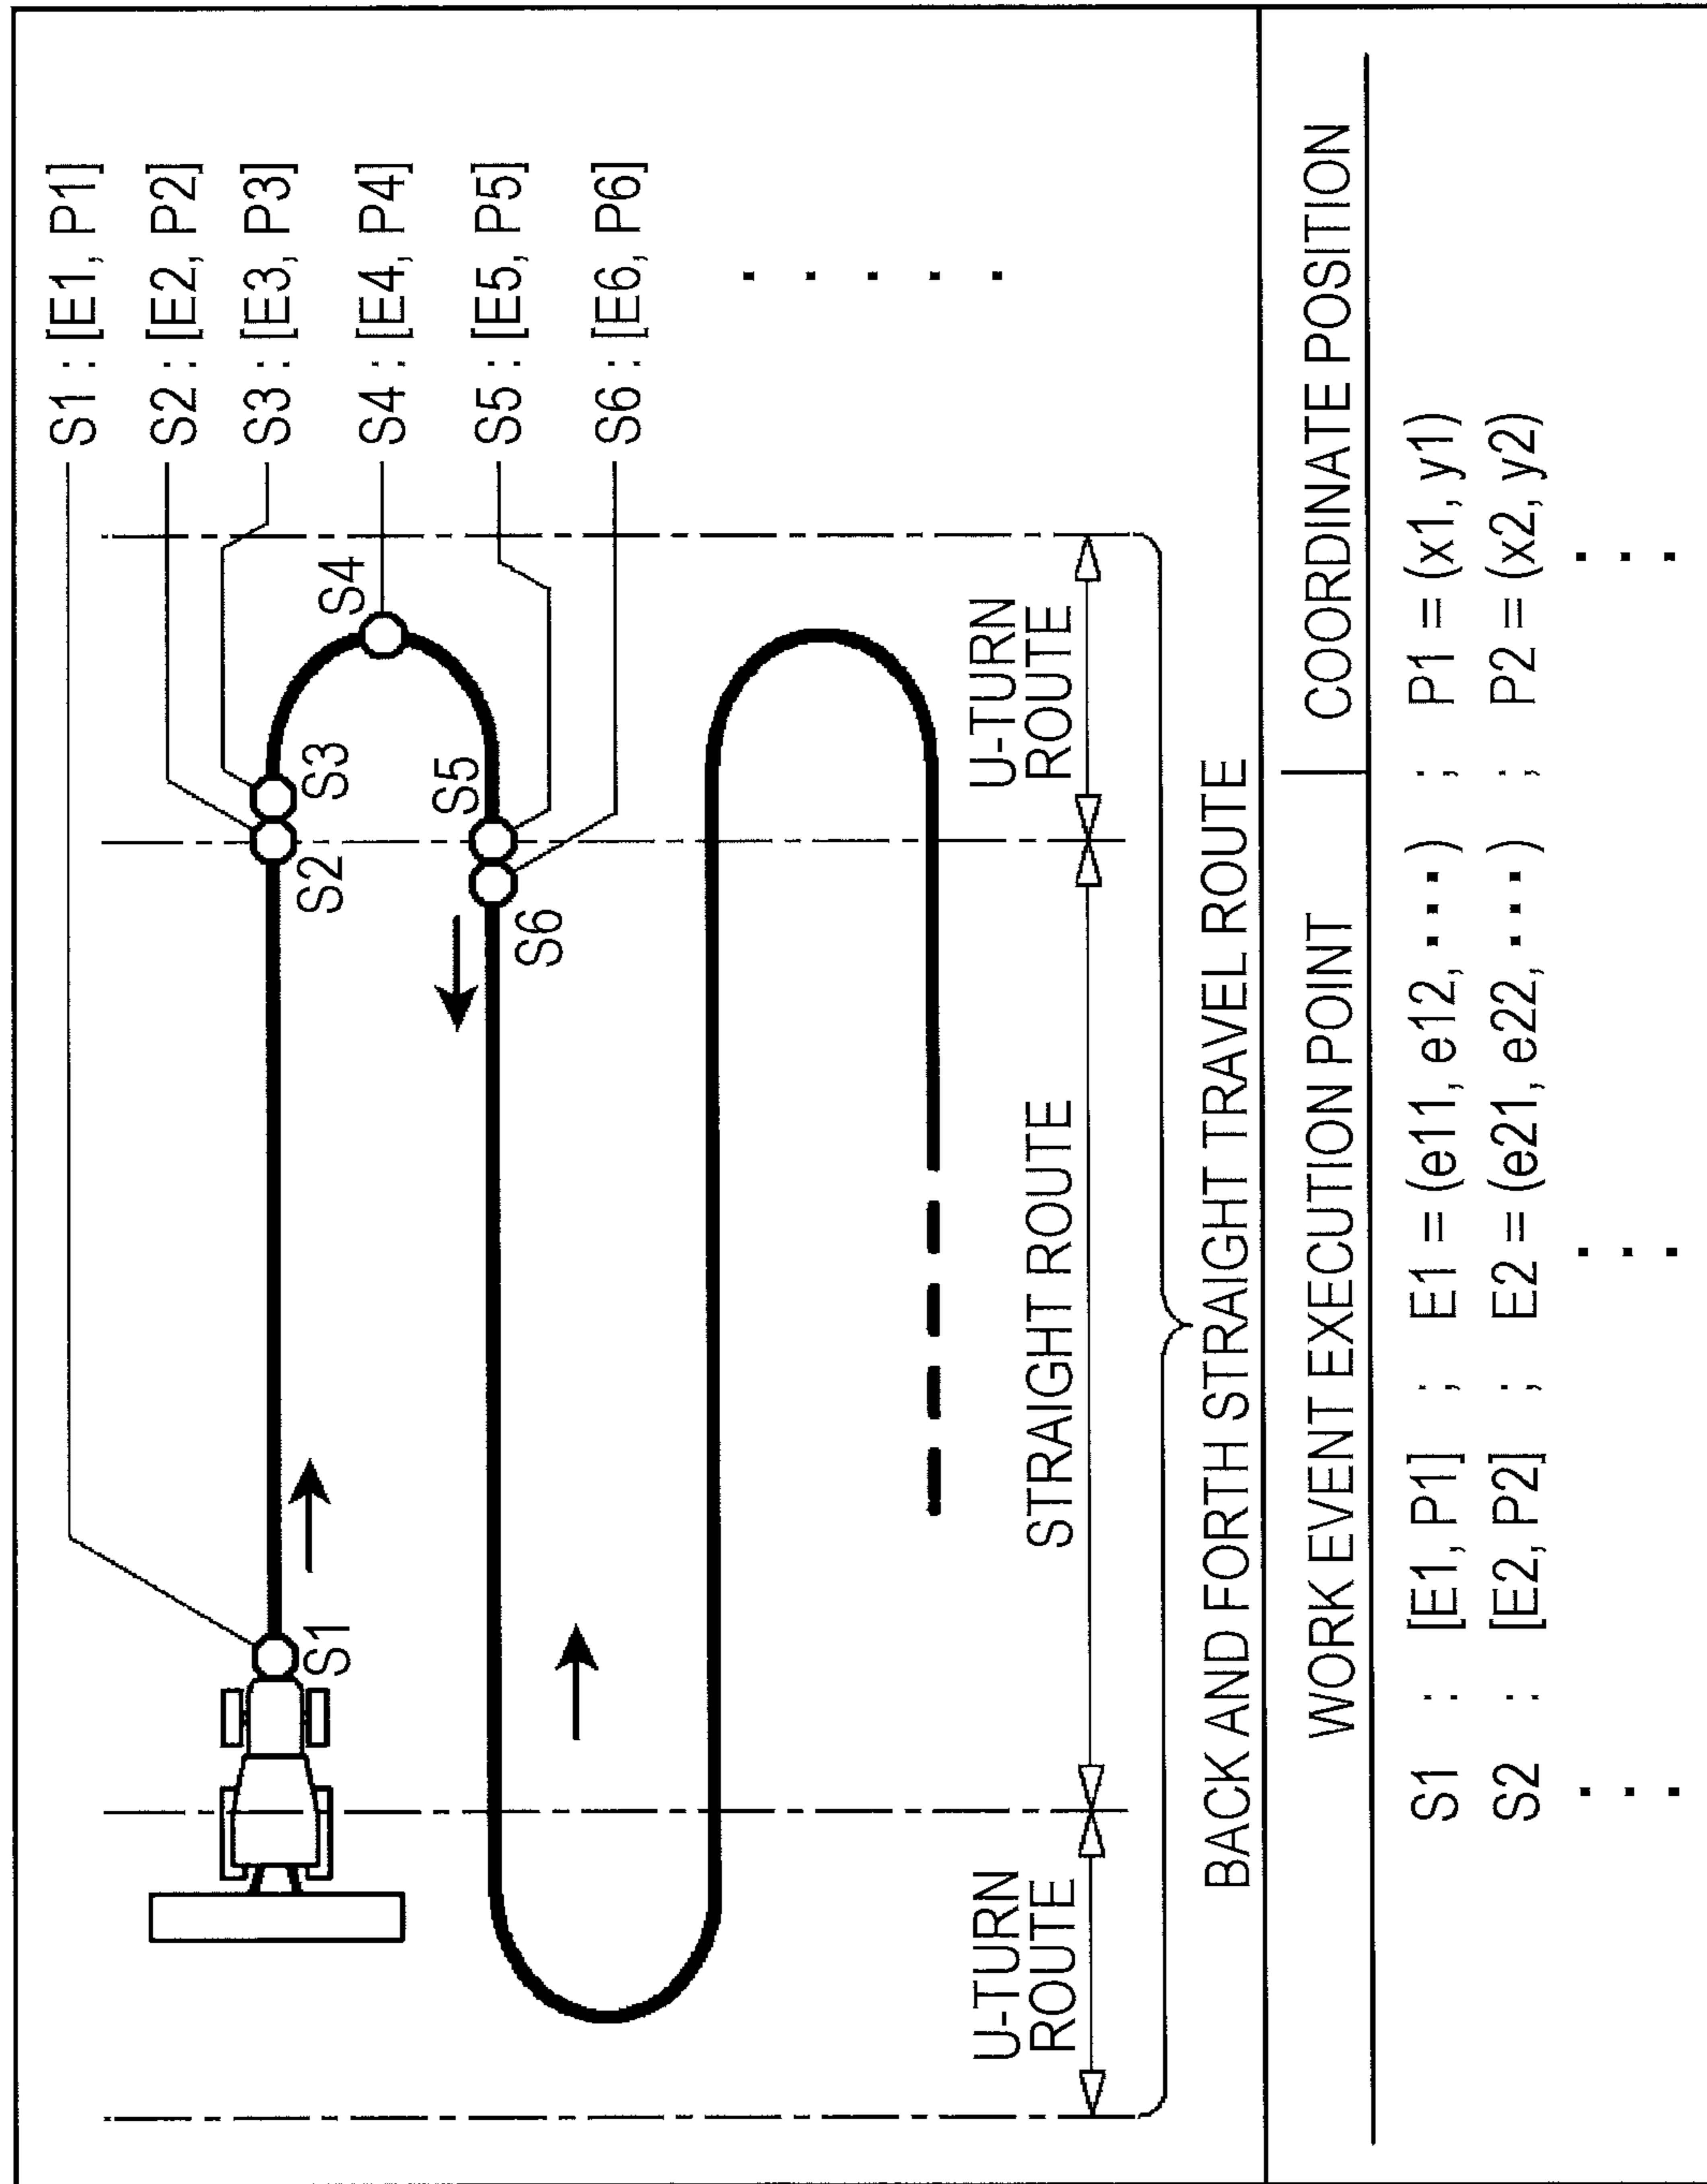 S1 : [E1, P1]
S2 : [E2, P2]
S3 : [E3, P3]
S4 : [E4, P4]
S5 : [E5, P5]
S6 : [E6, P6]
. . . . .
S1
S2
S3
S4
S5
S6
U-TURN
ROUTE
STRAIGHT ROUTE
U-TURN
ROUTE
BACK AND FORTH STRAIGHT TRAVEL ROUTE
WORK EVENT EXECUTION POINT COORDINATE POSITION
S1 : [E1, P1] ; E1 = (e11, e12, ···) ; P1 = (x1, y1)
S2 : [E2, P2] ; E2 = (e21, e22, ···) ; P2 = (x2, y2)